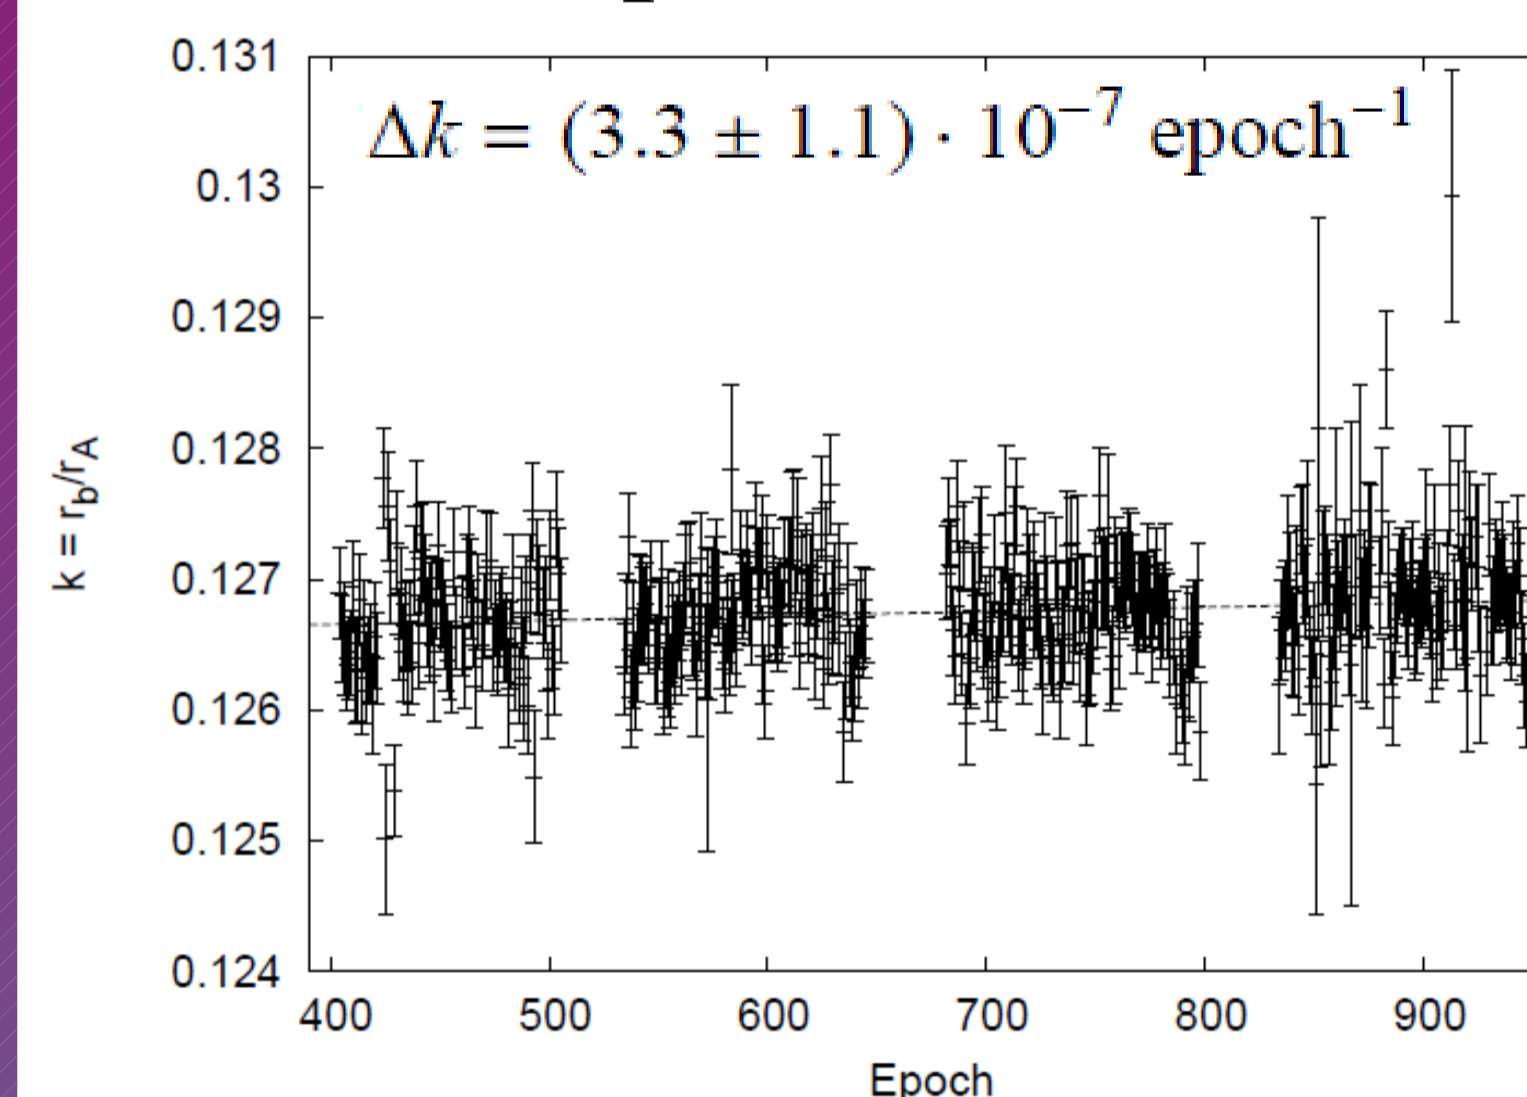 0.131
Δk = (3.3 ± 1.1) · 10⁻⁷ epoch⁻¹
0.13
0.129
0.128
k = r_b/r_A
0.127
0.126
0.125
0.124
400 500 600 700 800 900
Epoch